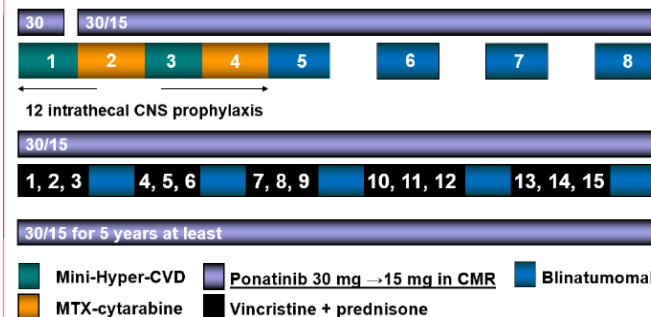 30 30/15
1 2 3 4 5 6 7 8
12 intrathecal CNS prophylaxis
30/15
1, 2, 3 4, 5, 6 7, 8, 9 10, 11, 12 13, 14, 15
30/15 for 5 years at least
Mini-Hyper-CVD Ponatinib 30 mg →15 mg in CMR Blinatumomal
MTX-cytarabine Vincristine + prednisone